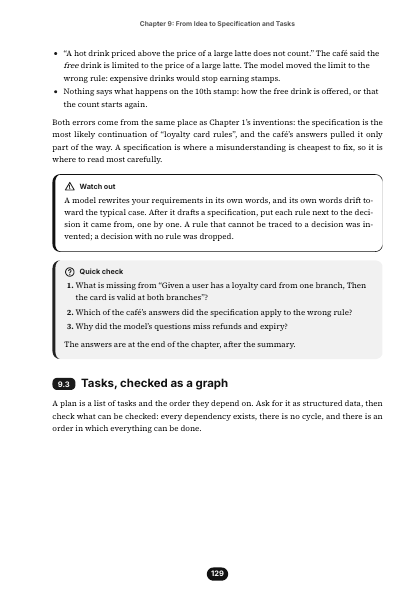 Chapter 9: From Idea to Specification and Tasks
• “A hot drink priced above the price of a large latte does not count.” The café said the
free drink is limited to the price of a large latte. The model moved the limit to the
wrong rule: expensive drinks would stop earning stamps.
• Nothing says what happens on the 10th stamp: how the free drink is offered, or that
the count starts again.
Both errors come from the same place as Chapter 1’s inventions: the specification is the
most likely continuation of “loyalty card rules”, and the café’s answers pulled it only
part of the way. A specification is where a misunderstanding is cheapest to fix, so it is
where to read most carefully.
Watch out
A model rewrites your requirements in its own words, and its own words drift to-
ward the typical case. After it drafts a specification, put each rule next to the deci-
sion it came from, one by one. A rule that cannot be traced to a decision was in-
vented; a decision with no rule was dropped.
Quick check
1. What is missing from “Given a user has a loyalty card from one branch, Then
the card is valid at both branches”?
2. Which of the café’s answers did the specification apply to the wrong rule?
3. Why did the model’s questions miss refunds and expiry?
The answers are at the end of the chapter, after the summary.
9.3 Tasks, checked as a graph
A plan is a list of tasks and the order they depend on. Ask for it as structured data, then
check what can be checked: every dependency exists, there is no cycle, and there is an
order in which everything can be done.
129